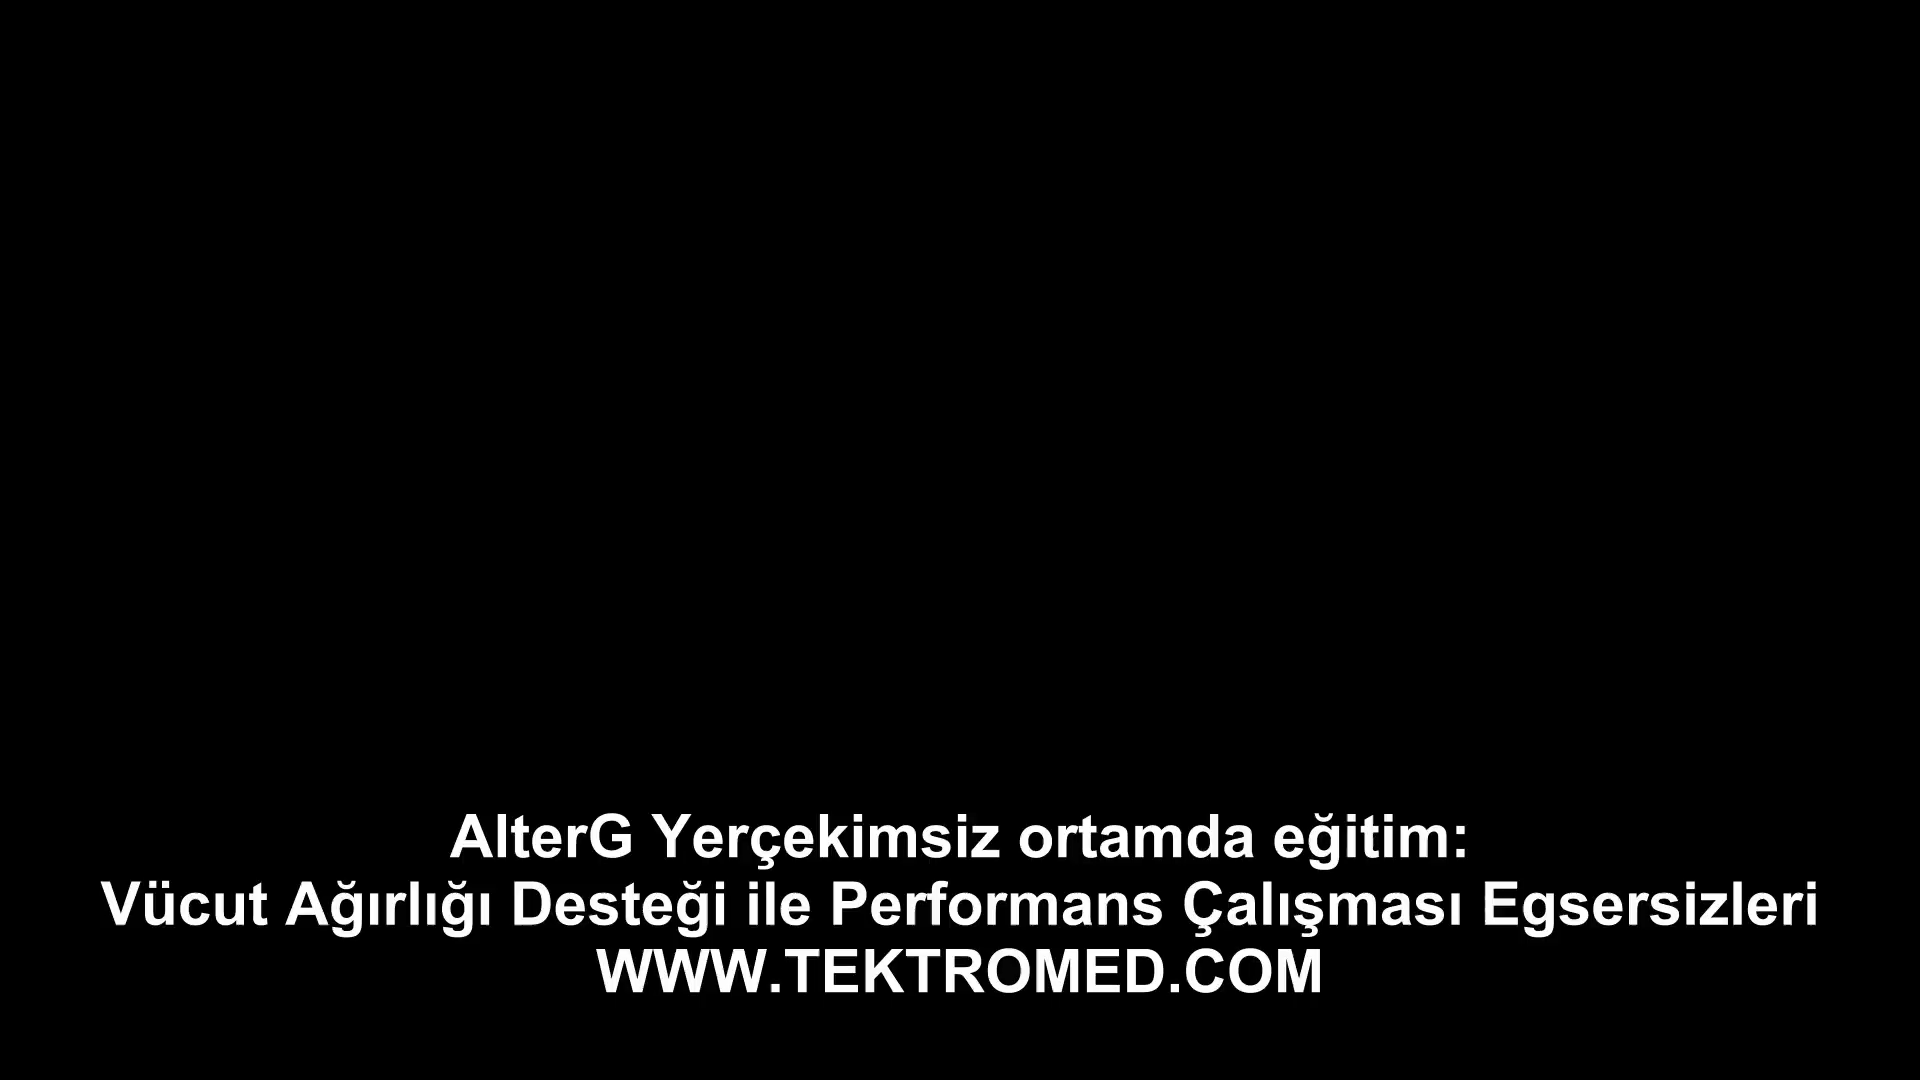 AlterG Yerçekimsiz ortamda eğitim:
Vücut Ağırlığı Desteği ile Performans Çalışması Egsersizleri
WWW.TEKTROMED.COM